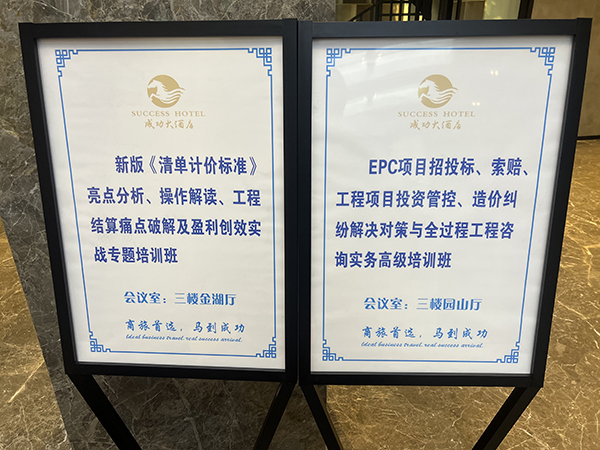 SUCCESS HOTEL
成功大酒店
新版《清单计价标准》
亮点分析、操作解读、工程
结算痛点破解及盈利创效实
战专题培训班
会议室：三楼金湖厅
商旅首选，马到成功
Ideal business travel, real success arrival.
SUCCESS HOTEL
成功大酒店
EPC项目招投标、索赔、
工程项目投资管控、造价纠
纷解决对策与全过程工程咨
询实务高级培训班
会议室：三楼园山厅
商旅首选，马到成功
Ideal business travel, real success arrival.